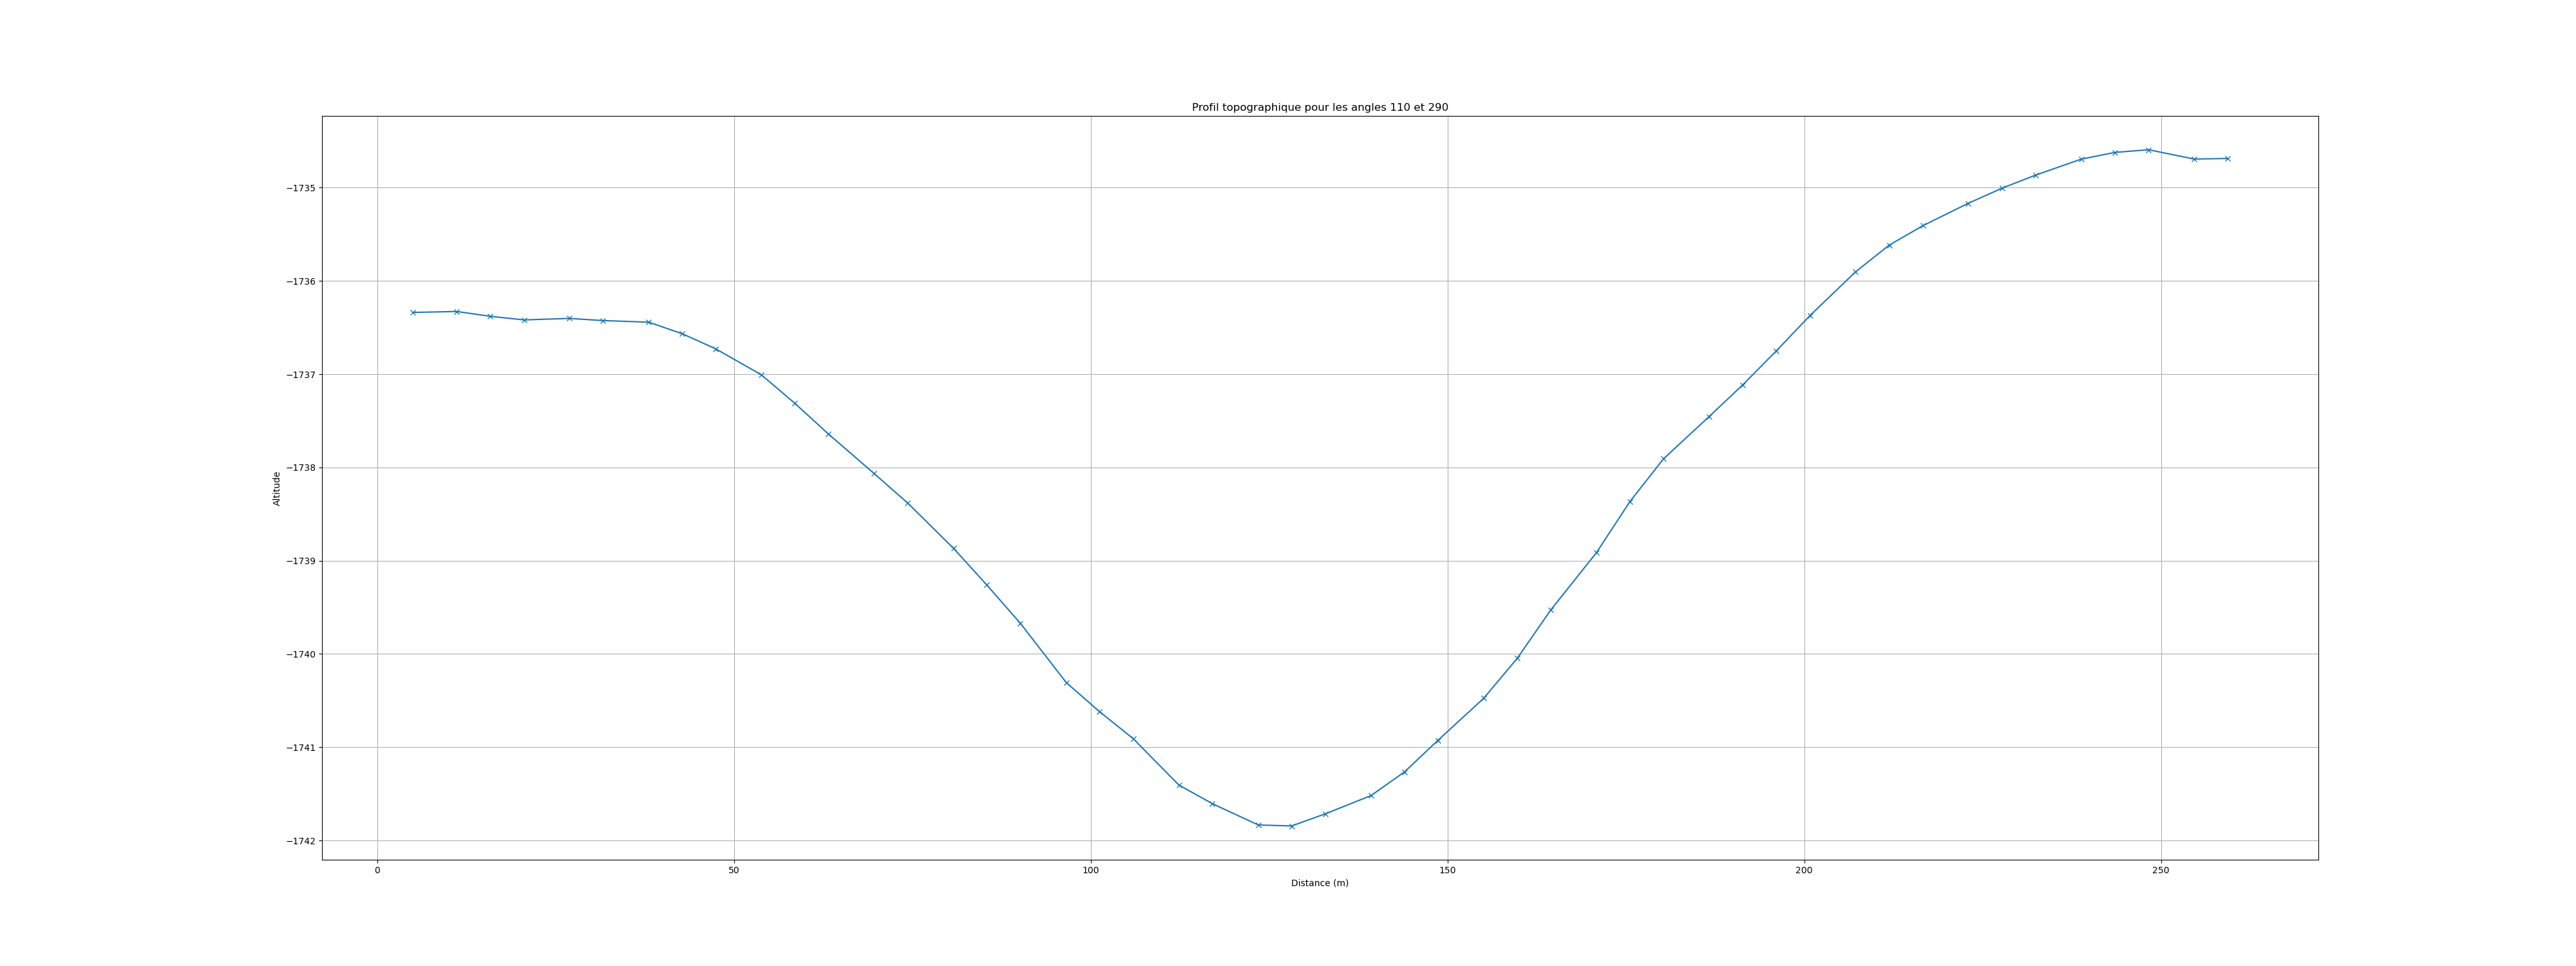 Profil topographique pour les angles 110 et 290
−1735
−1736
−1737
−1738
−1739
−1740
−1741
−1742
Altitude
0 50 100 150 200 250
Distance (m)